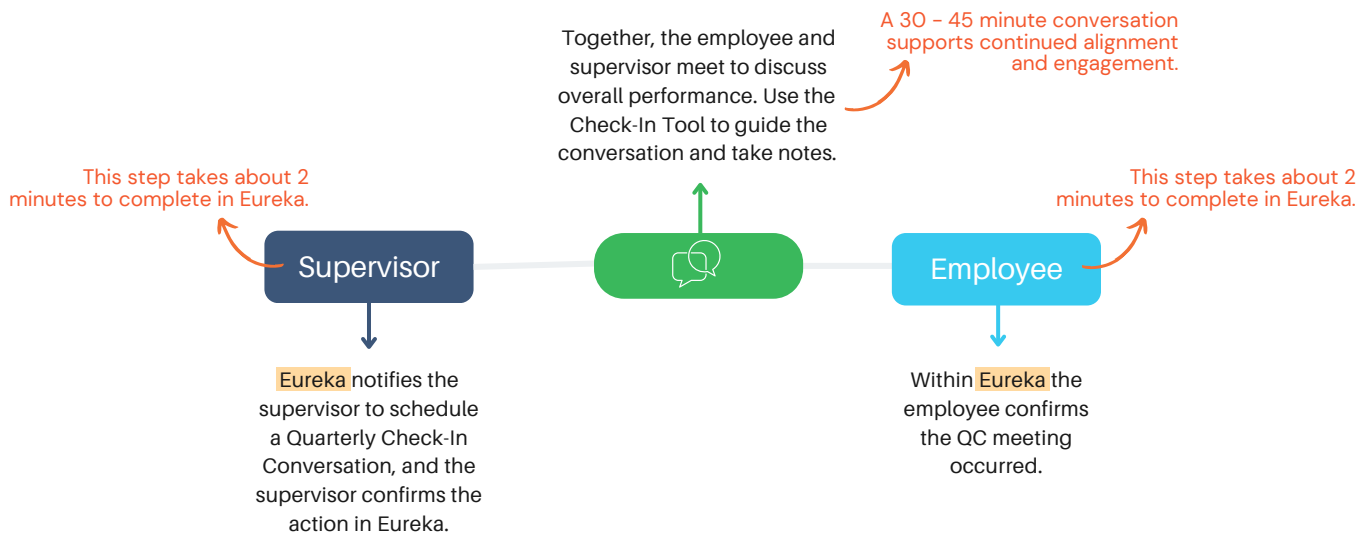 Together, the employee and
supervisor meet to discuss
overall performance. Use the
Check-In Tool to guide the
conversation and take notes.
A 30 – 45 minute conversation
supports continued alignment
and engagement.
This step takes about 2
minutes to complete in Eureka.
This step takes about 2
minutes to complete in Eureka.
Supervisor
Employee
Eureka notifies the
supervisor to schedule
a Quarterly Check-In
Conversation, and the
supervisor confirms the
action in Eureka.
Within Eureka the
employee confirms
the QC meeting
occurred.